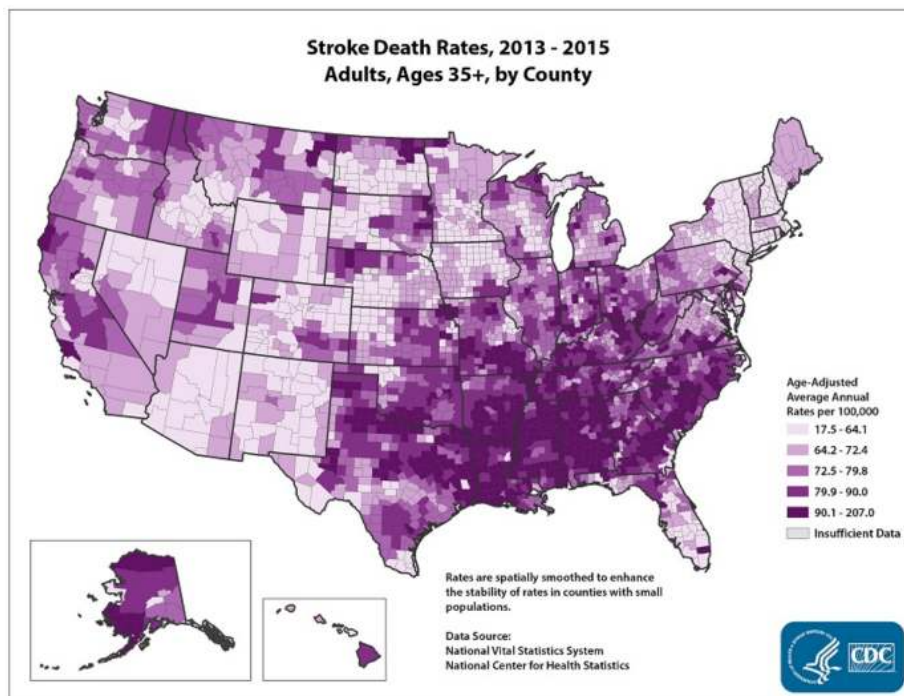 Stroke Death Rates, 2013 - 2015
Adults, Ages 35+, by County
Age-Adjusted
Average Annual
Rates per 100,000
17.5 - 64.1
64.2 - 72.4
72.5 - 79.8
79.9 - 90.0
90.1 - 207.0
Insufficient Data
Rates are spatially smoothed to enhance
the stability of rates in counties with small
populations.
Data Source:
National Vital Statistics System
National Center for Health Statistics
CDC